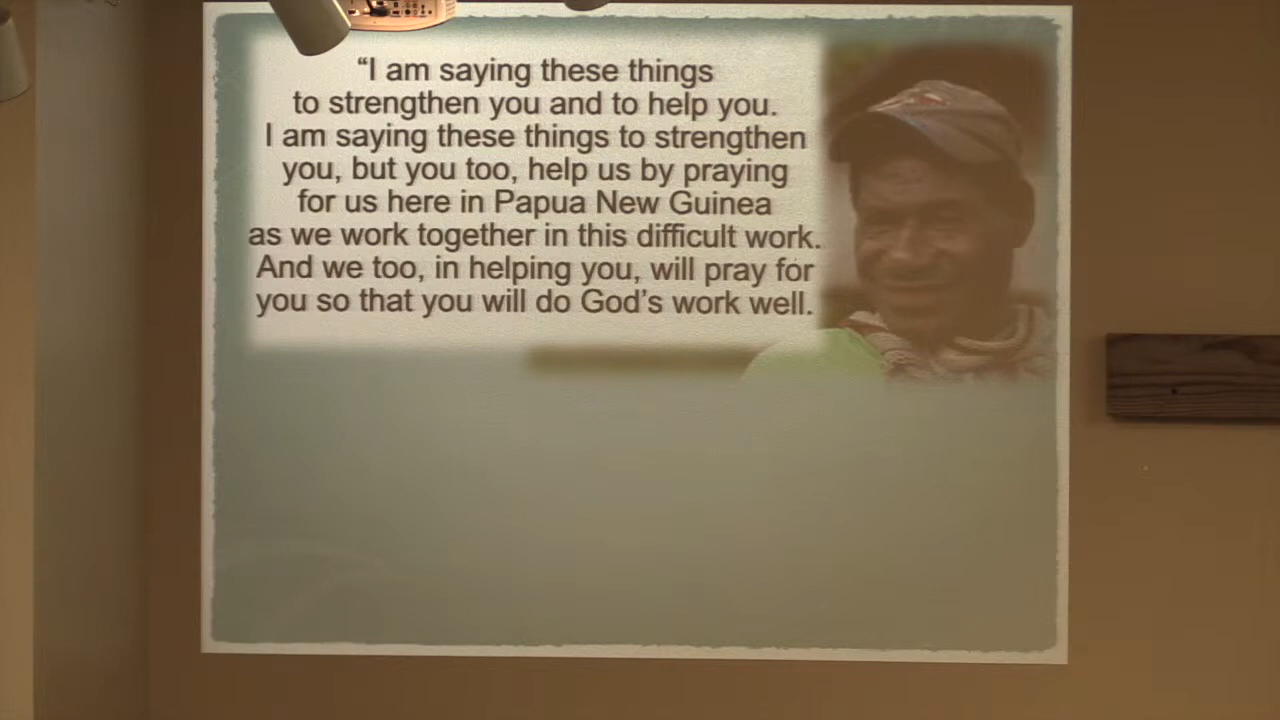 “I am saying these things
to strengthen you and to help you.
I am saying these things to strengthen
you, but you too, help us by praying
for us here in Papua New Guinea
as we work together in this difficult work.
And we too, in helping you, will pray for
you so that you will do God’s work well.